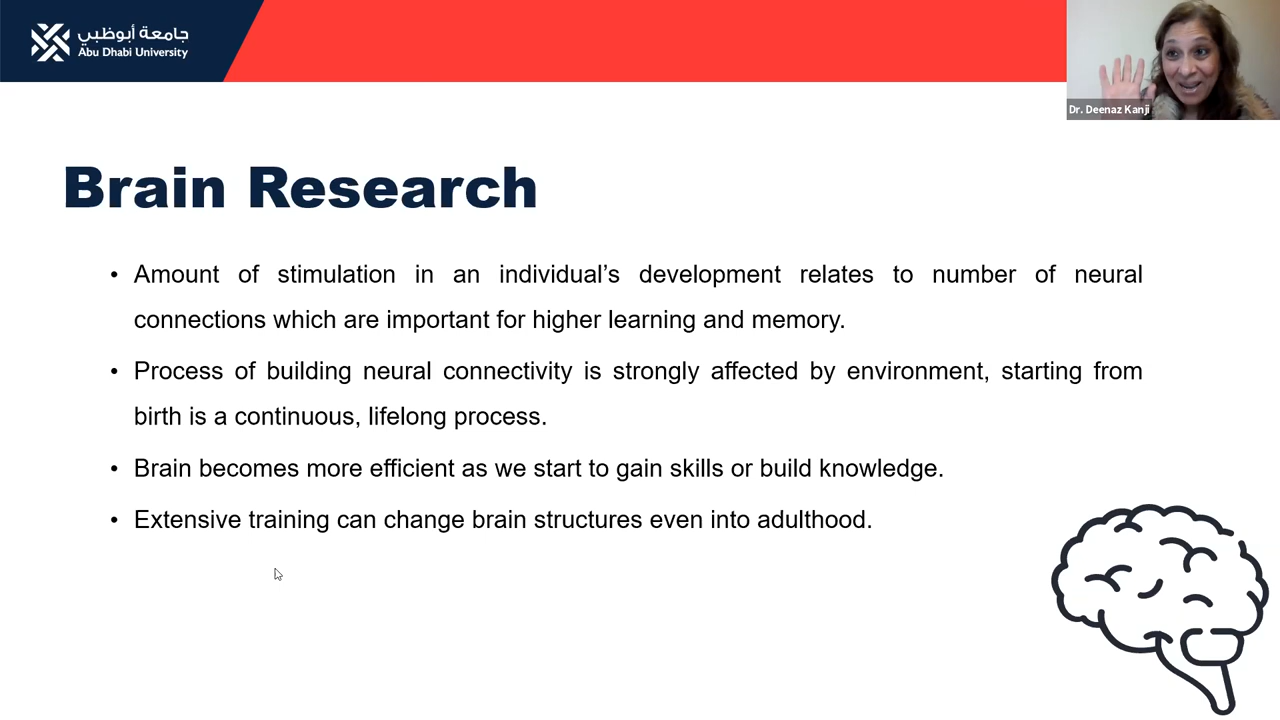 جامعة أبوظبي
Abu Dhabi University
Dr. Deenaz Kanji
Brain Research
• Amount of stimulation in an individual’s development relates to number of neural
connections which are important for higher learning and memory.
• Process of building neural connectivity is strongly affected by environment, starting from
birth is a continuous, lifelong process.
• Brain becomes more efficient as we start to gain skills or build knowledge.
• Extensive training can change brain structures even into adulthood.